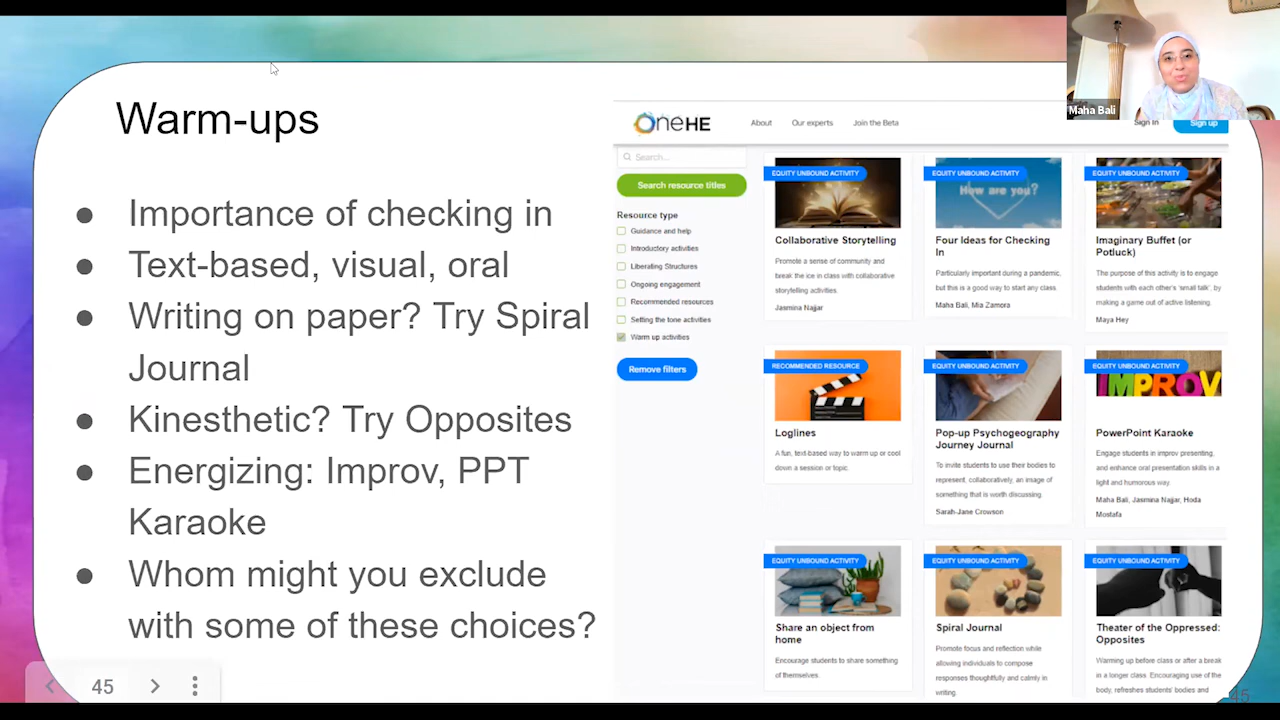 Warm-ups
Importance of checking in
Text-based, visual, oral
Writing on paper? Try Spiral
Journal
Kinesthetic? Try Opposites
Energizing: Improv, PPT
Karaoke
Whom might you exclude
with some of these choices?
OneHE
About
Our experts
Join the Beta
Sign In
Sign up
Maha Bali
Search...
Search resource titles
Resource type
Guidance and help
Introductory activities
Liberating Structures
Ongoing engagement
Recommended resources
Setting the tone activities
Warm up activities
Remove filters
EQUITY UNBOUND ACTIVITY
Collaborative Storytelling
Promote a sense of community and
break the ice in class with collaborative
storytelling activities.
Jasmina Najjar
EQUITY UNBOUND ACTIVITY
How are you?
Four Ideas for Checking
In
Particularly important during a pandemic,
but this is a good way to start any class.
Maha Bali, Mia Zamora
EQUITY UNBOUND ACTIVITY
Imaginary Buffet (or
Potluck)
The purpose of this activity is to engage
students with each other's 'small talk', by
making a game out of active listening.
Maya Hey
RECOMMENDED RESOURCE
Loglines
A fun, text-based way to warm up or cool
down a session or topic.
EQUITY UNBOUND ACTIVITY
Pop-up Psychogeography
Journey Journal
To invite students to use their bodies to
represent, collaboratively, an image of
something that is worth discussing.
Sarah-Jane Crowson
EQUITY UNBOUND ACTIVITY
IMPROV
PowerPoint Karaoke
Engage students in improv presenting,
and enhance oral presentation skills in a
light and humorous way.
Maha Bali, Jasmina Najjar, Hoda
Mostafa
EQUITY UNBOUND ACTIVITY
Share an object from
home
Encourage students to share something
of themselves.
EQUITY UNBOUND ACTIVITY
Spiral Journal
Promote focus and reflection while
allowing individuals to compose
responses thoughtfully and calmly in
writing.
EQUITY UNBOUND ACTIVITY
Theater of the Oppressed:
Opposites
Warming up before class or after a break
in a longer class. Encouraging use of the
body, refreshes students' bodies and
45
45